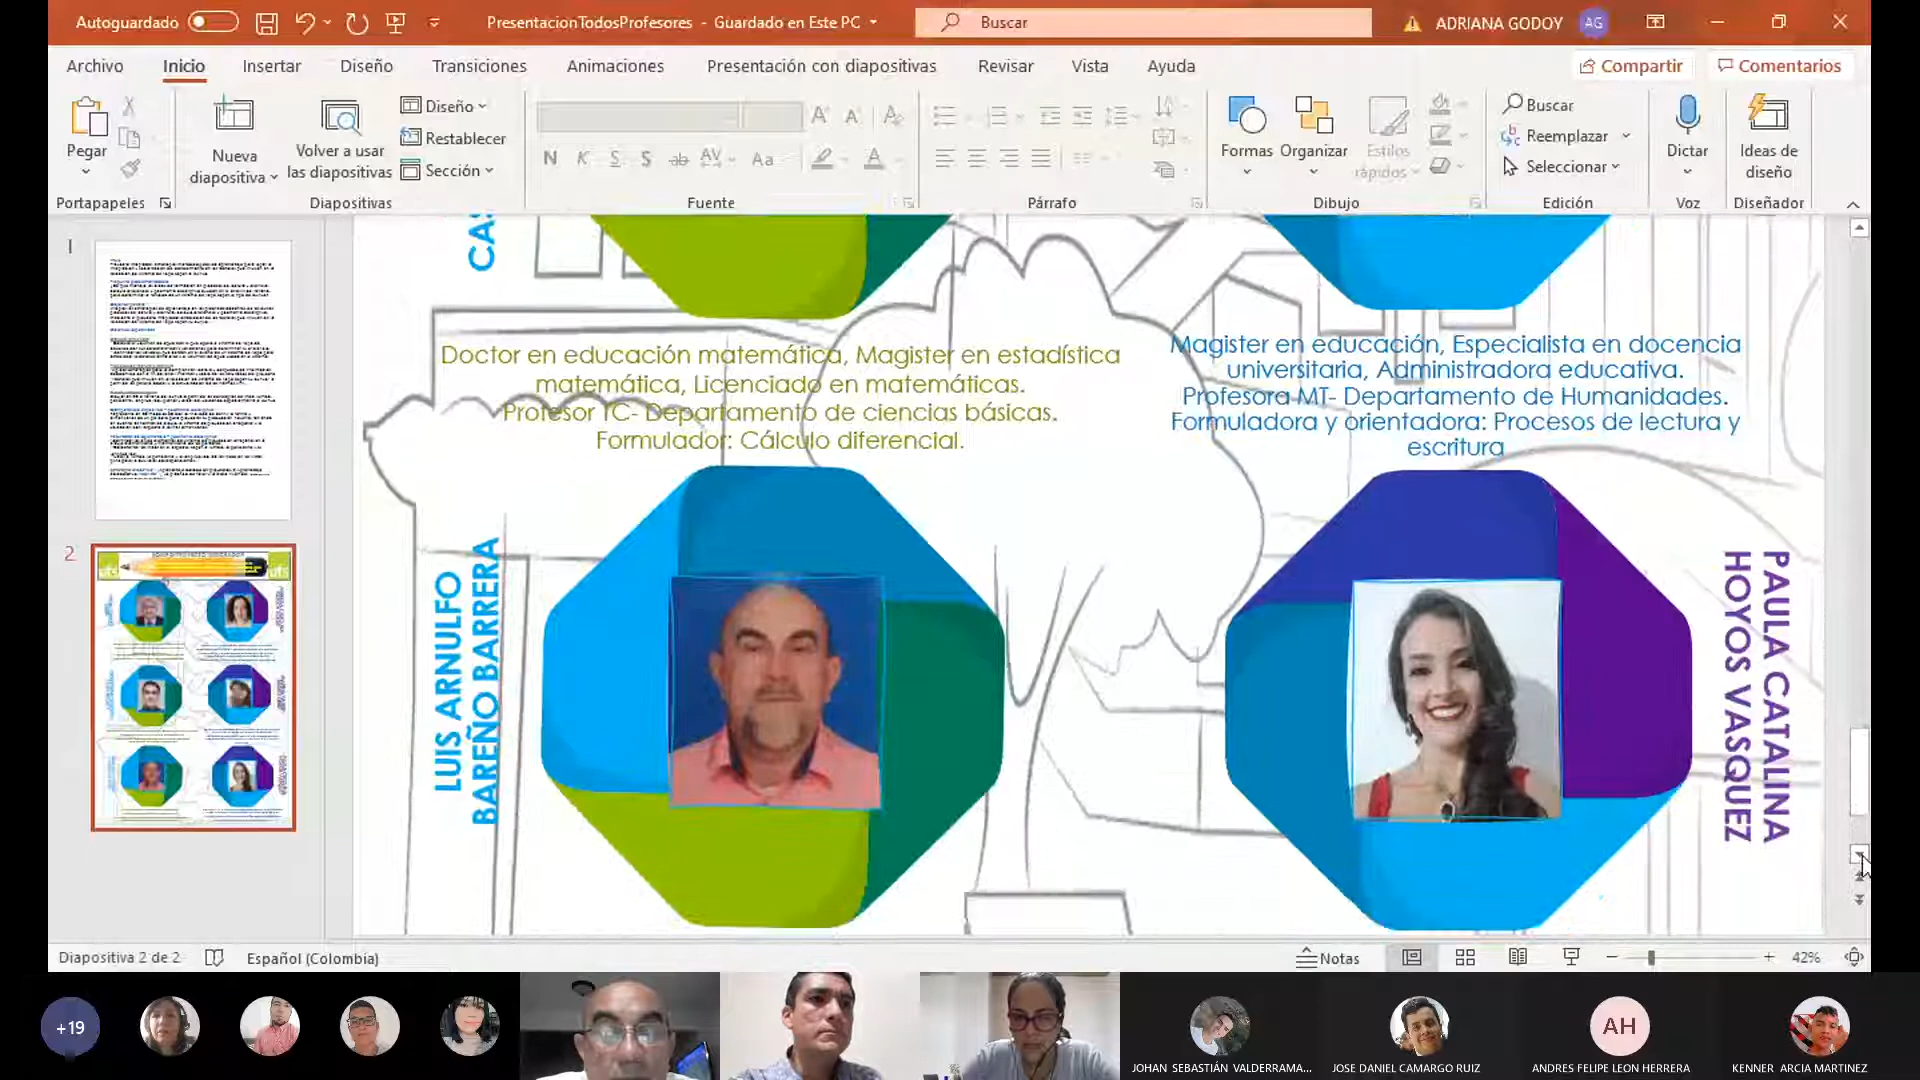 Autoguardado
PresentacionTodosProfesores - Guardado en Este PC
Buscar
ADRIANA GODOY
AG
Archivo
Inicio
Insertar
Diseño
Transiciones
Animaciones
Presentación con diapositivas
Revisar
Vista
Ayuda
Compartir
Comentarios
Pegar
Nueva
diapositiva
Volver a usar
las diapositivas
Diseño
Restablecer
Sección
N K S S ab AV Aa A
Formas
Organizar
Estilos
rápidos
Buscar
Reemplazar
Seleccionar
Dictar
Ideas de
diseño
Portapapeles
Diapositivas
Fuente
Párrafo
Dibujo
Edición
Voz
Diseñador
1
2
CAS
Doctor en educación matemática, Magister en estadística
matemática, Licenciado en matemáticas.
Profesor TC- Departamento de ciencias básicas.
Formulador: Cálculo diferencial.
Magister en educación, Especialista en docencia
universitaria, Administradora educativa.
Profesora MT- Departamento de Humanidades.
Formuladora y orientadora: Procesos de lectura y
escritura
LUIS ARNULFO
BAREÑO BARRERA
PAULA CATALINA
HOYOS VASQUEZ
Diapositiva 2 de 2
Español (Colombia)
Notas
42%
+19
JOHAN SEBASTIÁN VALDERRAMA...
JOSE DANIEL CAMARGO RUIZ
AH
ANDRES FELIPE LEON HERRERA
KENNER ARCIA MARTINEZ